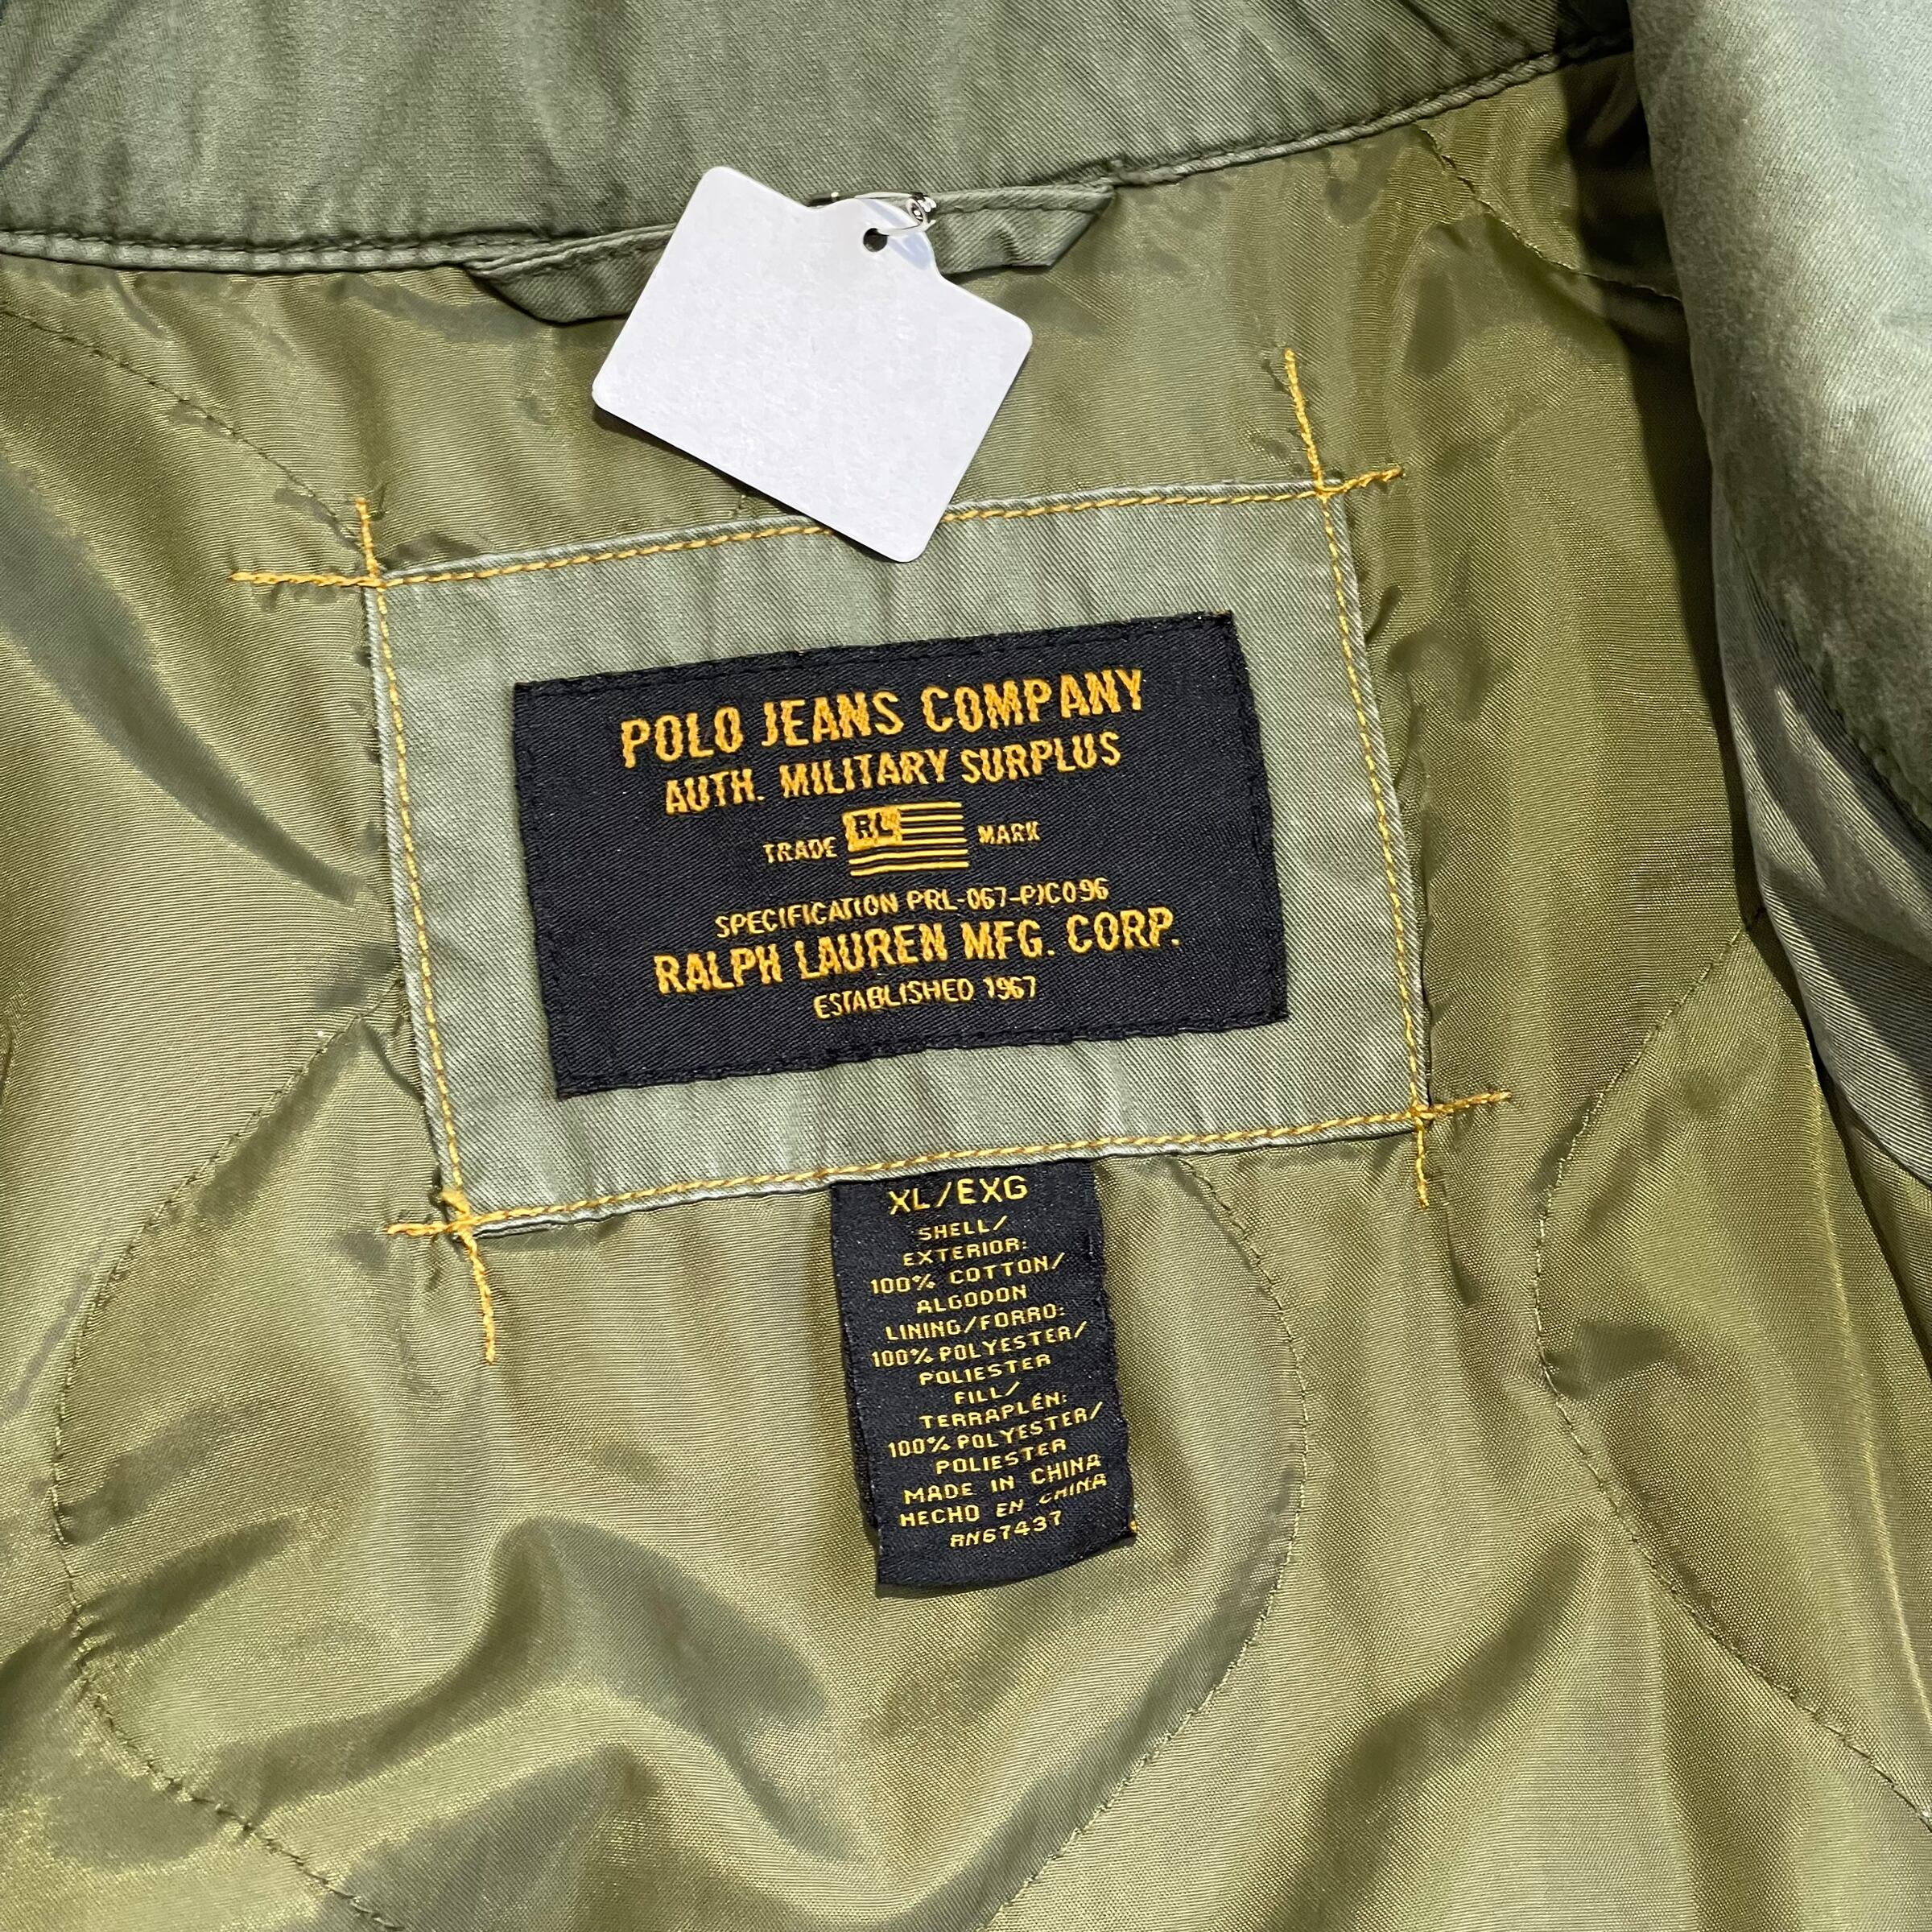 POLO JEANS COMPANY
AUTH. MILITARY SURPLUS
TRADE RL MARK
SPECIFICATION PRL-067-PJC096
RALPH LAUREN MFG. CORP.
ESTABLISHED 1967
XL/EXG
SHELL/
EXTERIOR:
100% COTTON/
ALGODON
LINING/FORRO:
100% POLYESTER/
POLIESTER
FILL/
TERRAPLÉN:
100% POLYESTER/
POLIESTER
MADE IN CHINA
HECHO EN CHINA
RN67437